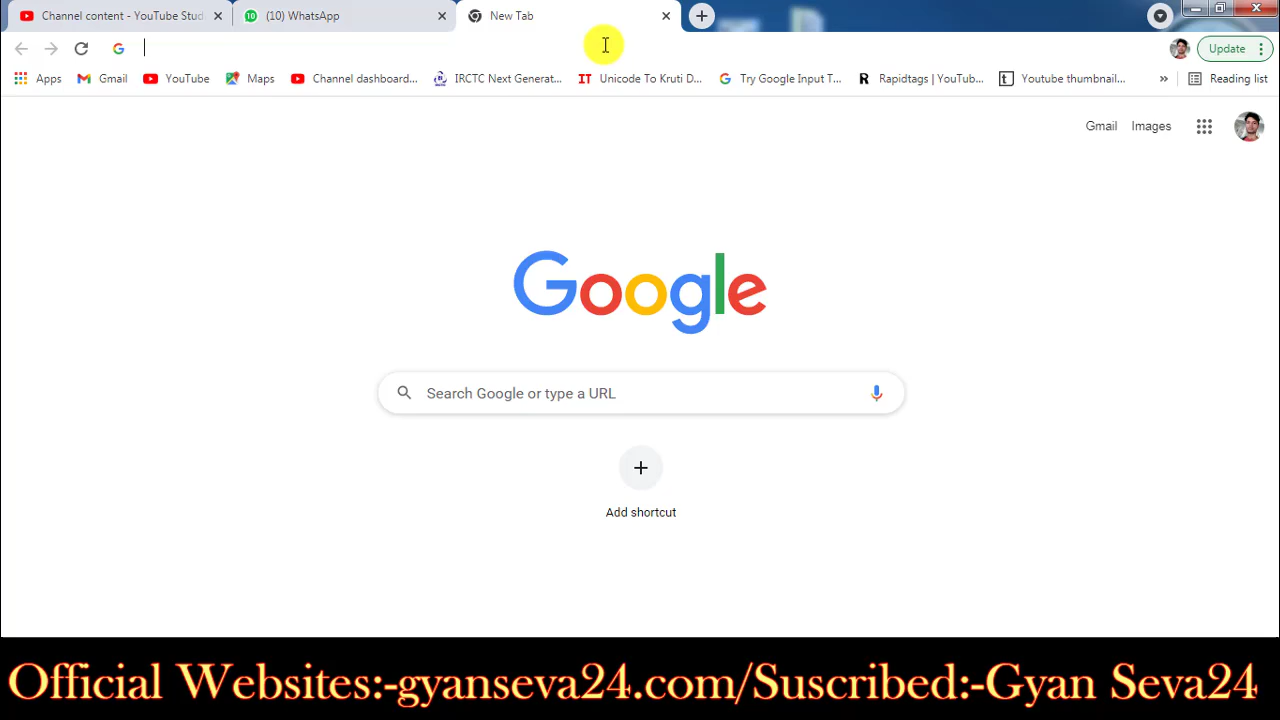 Channel content - YouTube Stud
(10) WhatsApp
New Tab
Update
Apps
Gmail
YouTube
Maps
Channel dashboard...
IRCTC Next Generat...
IT Unicode To Kruti D...
Try Google Input T...
R Rapidtags | YouTub...
t Youtube thumbnail...
»
Reading list
Gmail
Images
Google
Search Google or type a URL
Add shortcut
Official Websites:-gyanseva24.com/Suscribed:-Gyan Seva24